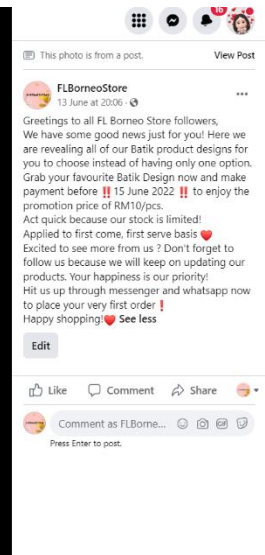 16
This photo is from a post. View Post
FLBorneoStore
13 June at 20:06 ·
Greetings to all FL Borneo Store followers,
We have some good news just for you! Here we
are revealing all of our Batik product designs for
you to choose instead of having only one option.
Grab your favourite Batik Design now and make
payment before ‼️ 15 June 2022 ‼️ to enjoy the
promotion price of RM10/pcs.
Act quick because our stock is limited!
Applied to first come, first serve basis ❤️
Excited to see more from us ? Don't forget to
follow us because we will keep on updating our
products. Your happiness is our priority!
Hit us up through messenger and whatsapp now
to place your very first order ❗
Happy shopping!❤️ See less
Edit
Like Comment Share
Comment as FLBorne... GIF
Press Enter to post.